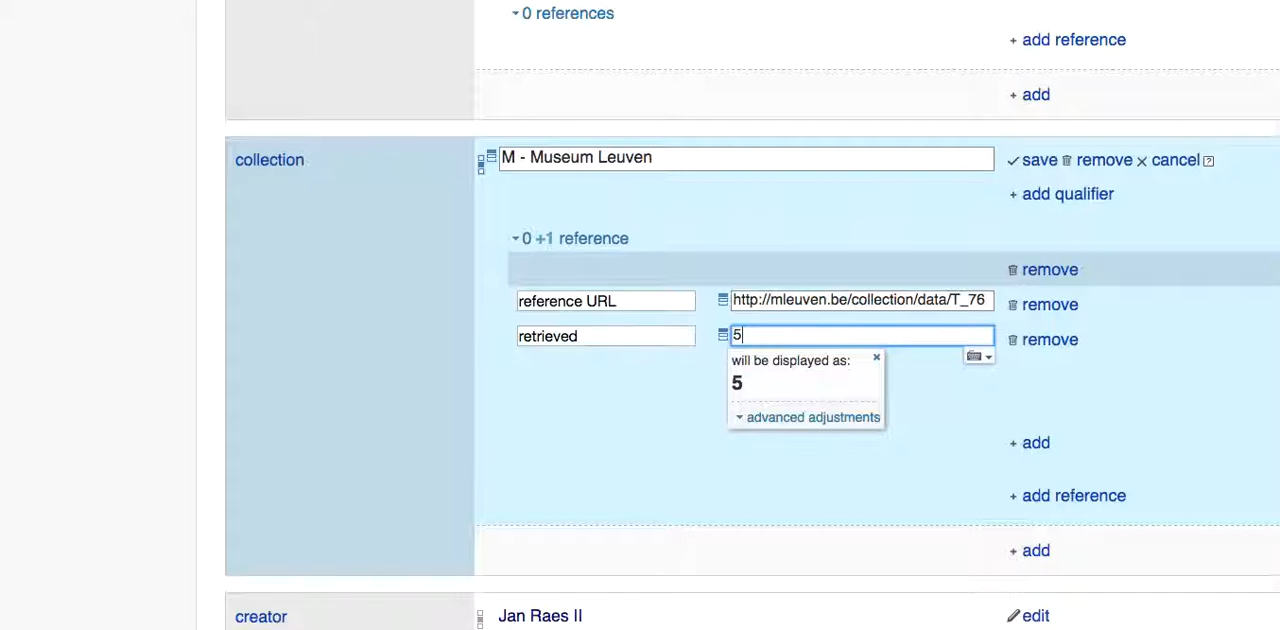 0 references
+ add reference
+ add
collection
M - Museum Leuven
save remove cancel [?]
+ add qualifier
0 +1 reference
remove
reference URL http://mleuven.be/collection/data/T_76 remove
retrieved 5 remove
will be displayed as:
5
advanced adjustments
+ add
+ add reference
+ add
creator Jan Raes II edit